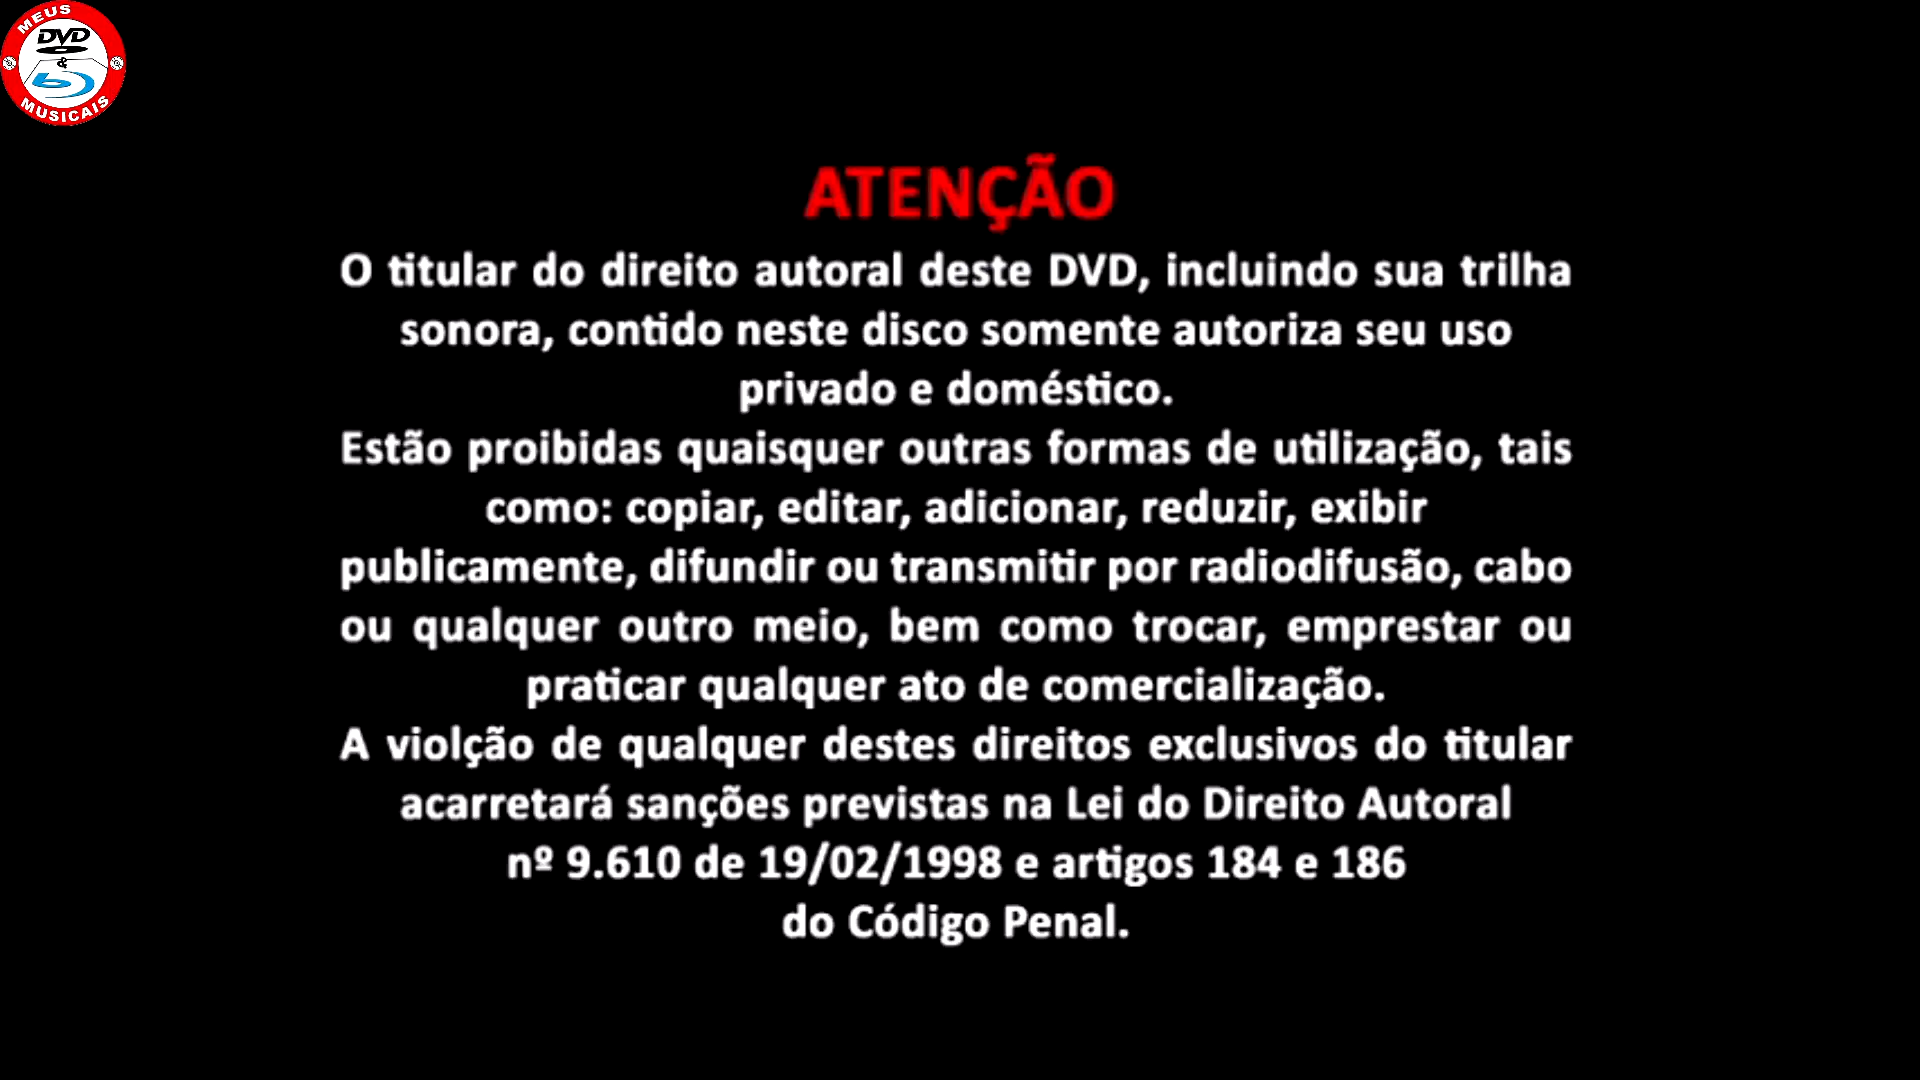 MEUS
DVD
&
MUSICAIS
ATENÇÃO
O titular do direito autoral deste DVD, incluindo sua trilha
sonora, contido neste disco somente autoriza seu uso
privado e doméstico.
Estão proibidas quaisquer outras formas de utilização, tais
como: copiar, editar, adicionar, reduzir, exibir
publicamente, difundir ou transmitir por radiodifusão, cabo
ou qualquer outro meio, bem como trocar, emprestar ou
praticar qualquer ato de comercialização.
A violção de qualquer destes direitos exclusivos do titular
acarretará sanções previstas na Lei do Direito Autoral
nº 9.610 de 19/02/1998 e artigos 184 e 186
do Código Penal.